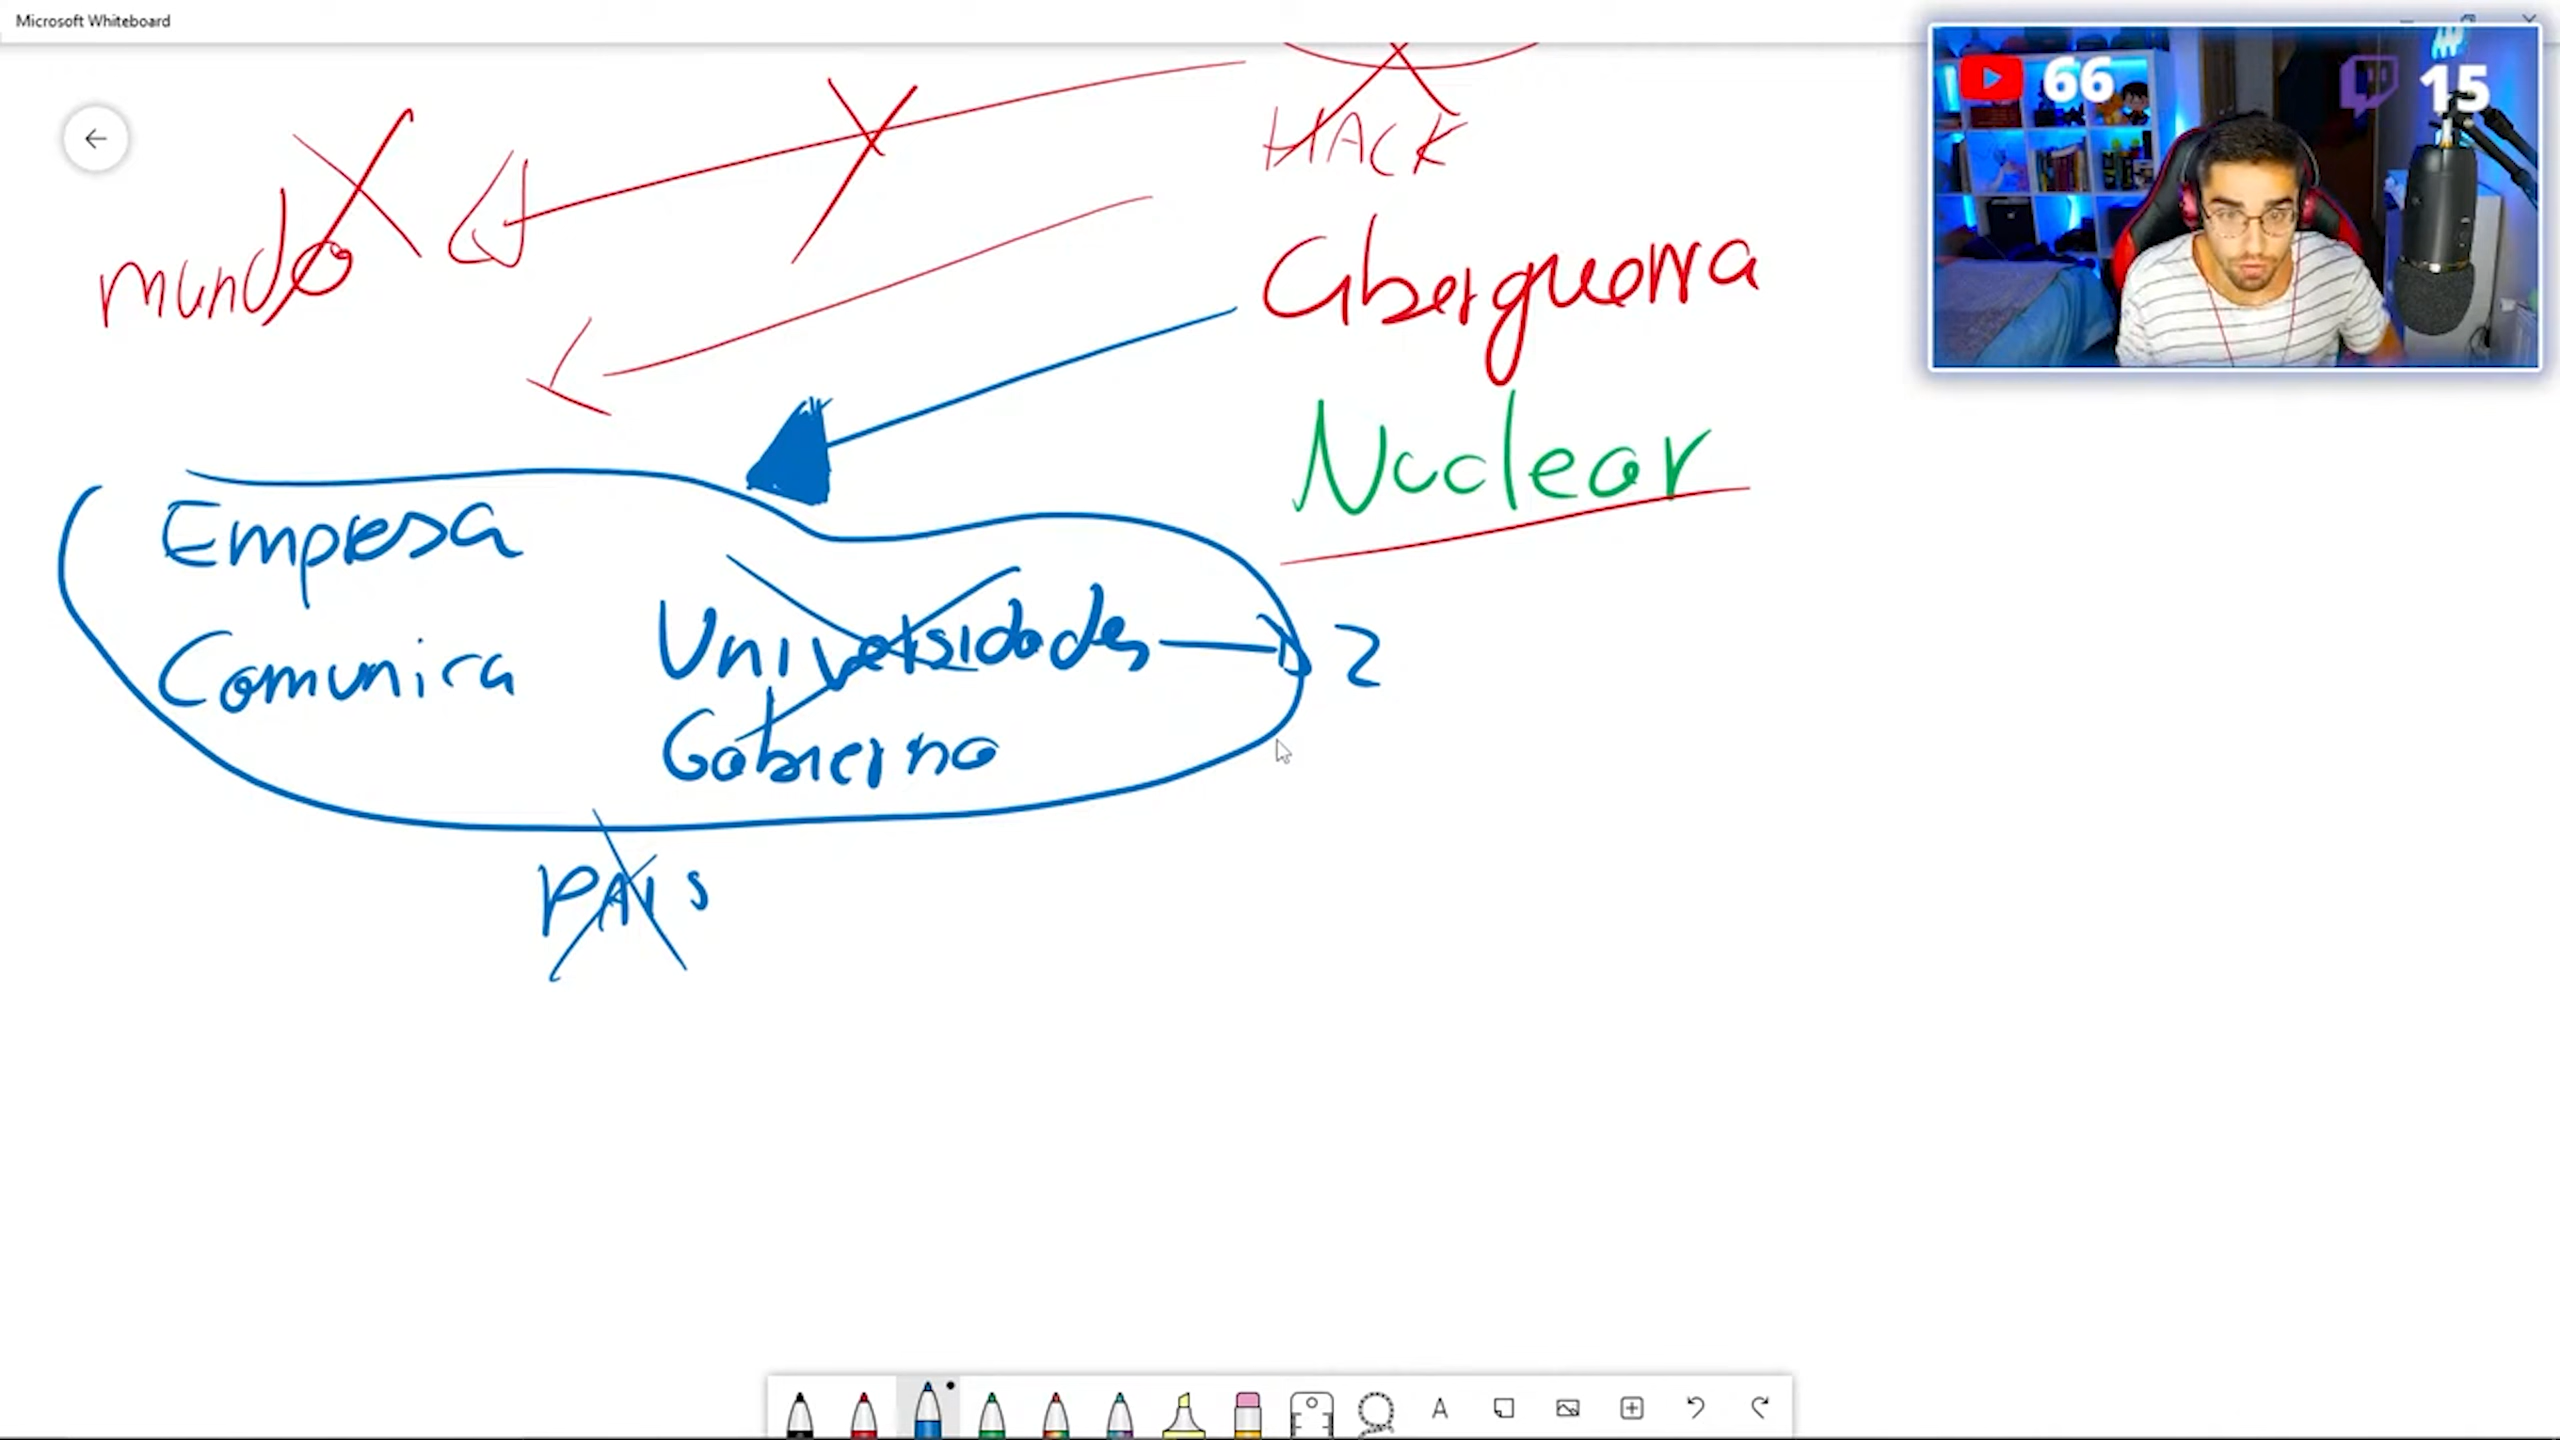 Microsoft Whiteboard
66
15
HACK
mundo
Ciberguerra
Nuclear
Empresa
Universidades
2
Comunica
Gobierno
PAIS
A